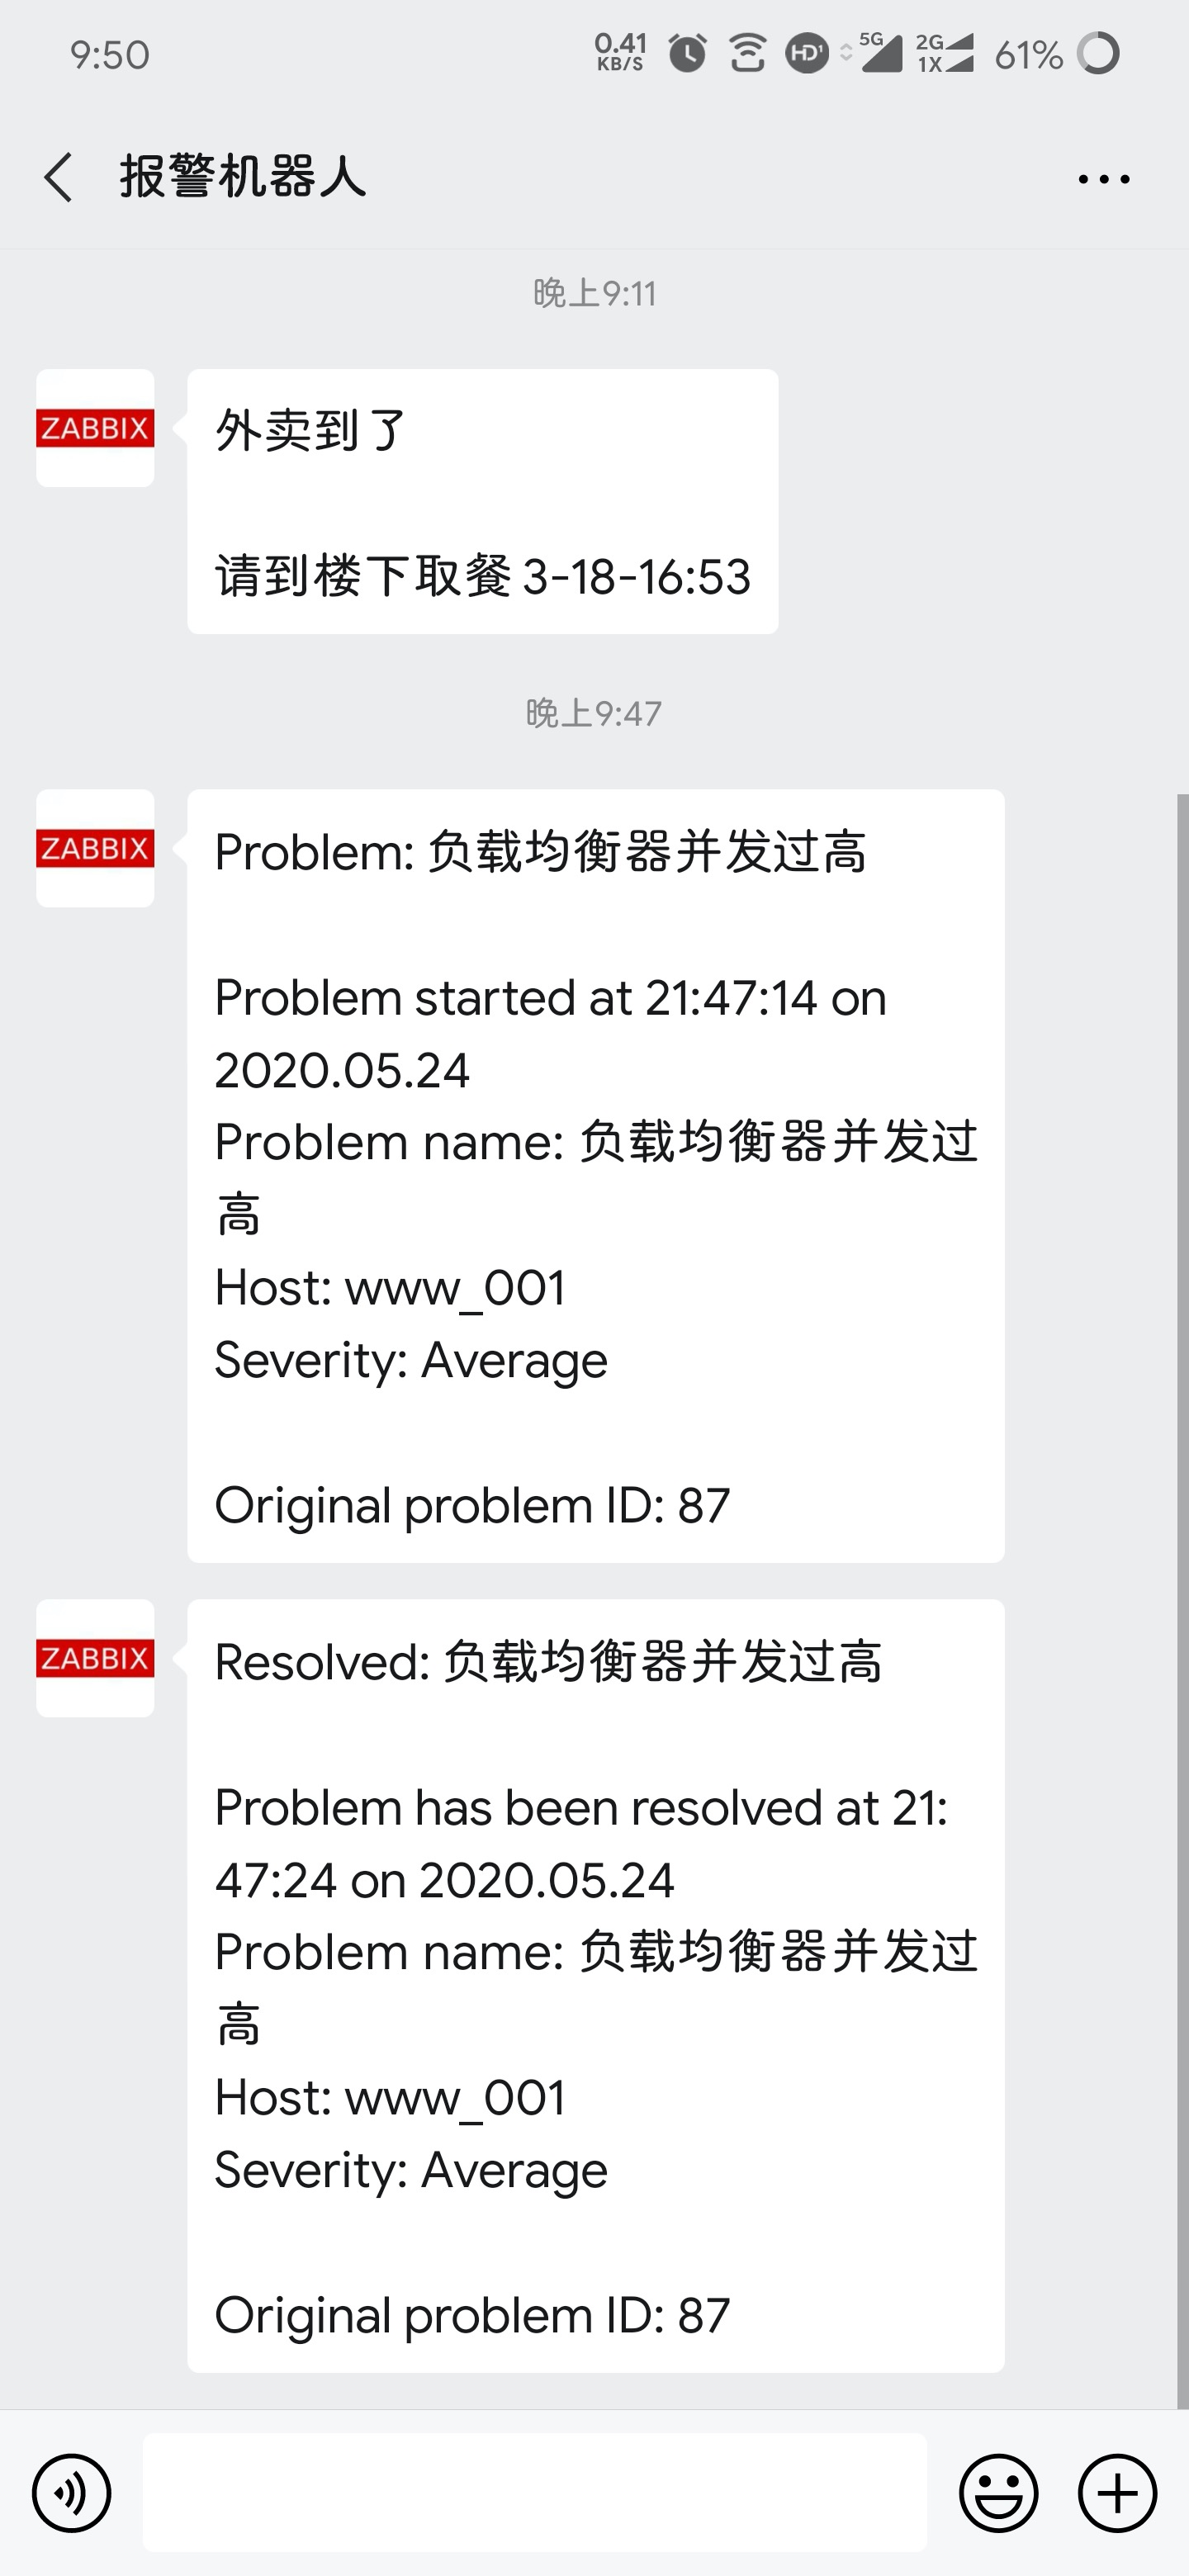 9:50
0.41
KB/S
HD¹
5G
2G
1X
61%
报警机器人
晚上9:11
ZABBIX
外卖到了
请到楼下取餐 3-18-16:53
晚上9:47
ZABBIX
Problem: 负载均衡器并发过高
Problem started at 21:47:14 on
2020.05.24
Problem name: 负载均衡器并发过
高
Host: www_001
Severity: Average
Original problem ID: 87
ZABBIX
Resolved: 负载均衡器并发过高
Problem has been resolved at 21:
47:24 on 2020.05.24
Problem name: 负载均衡器并发过
高
Host: www_001
Severity: Average
Original problem ID: 87